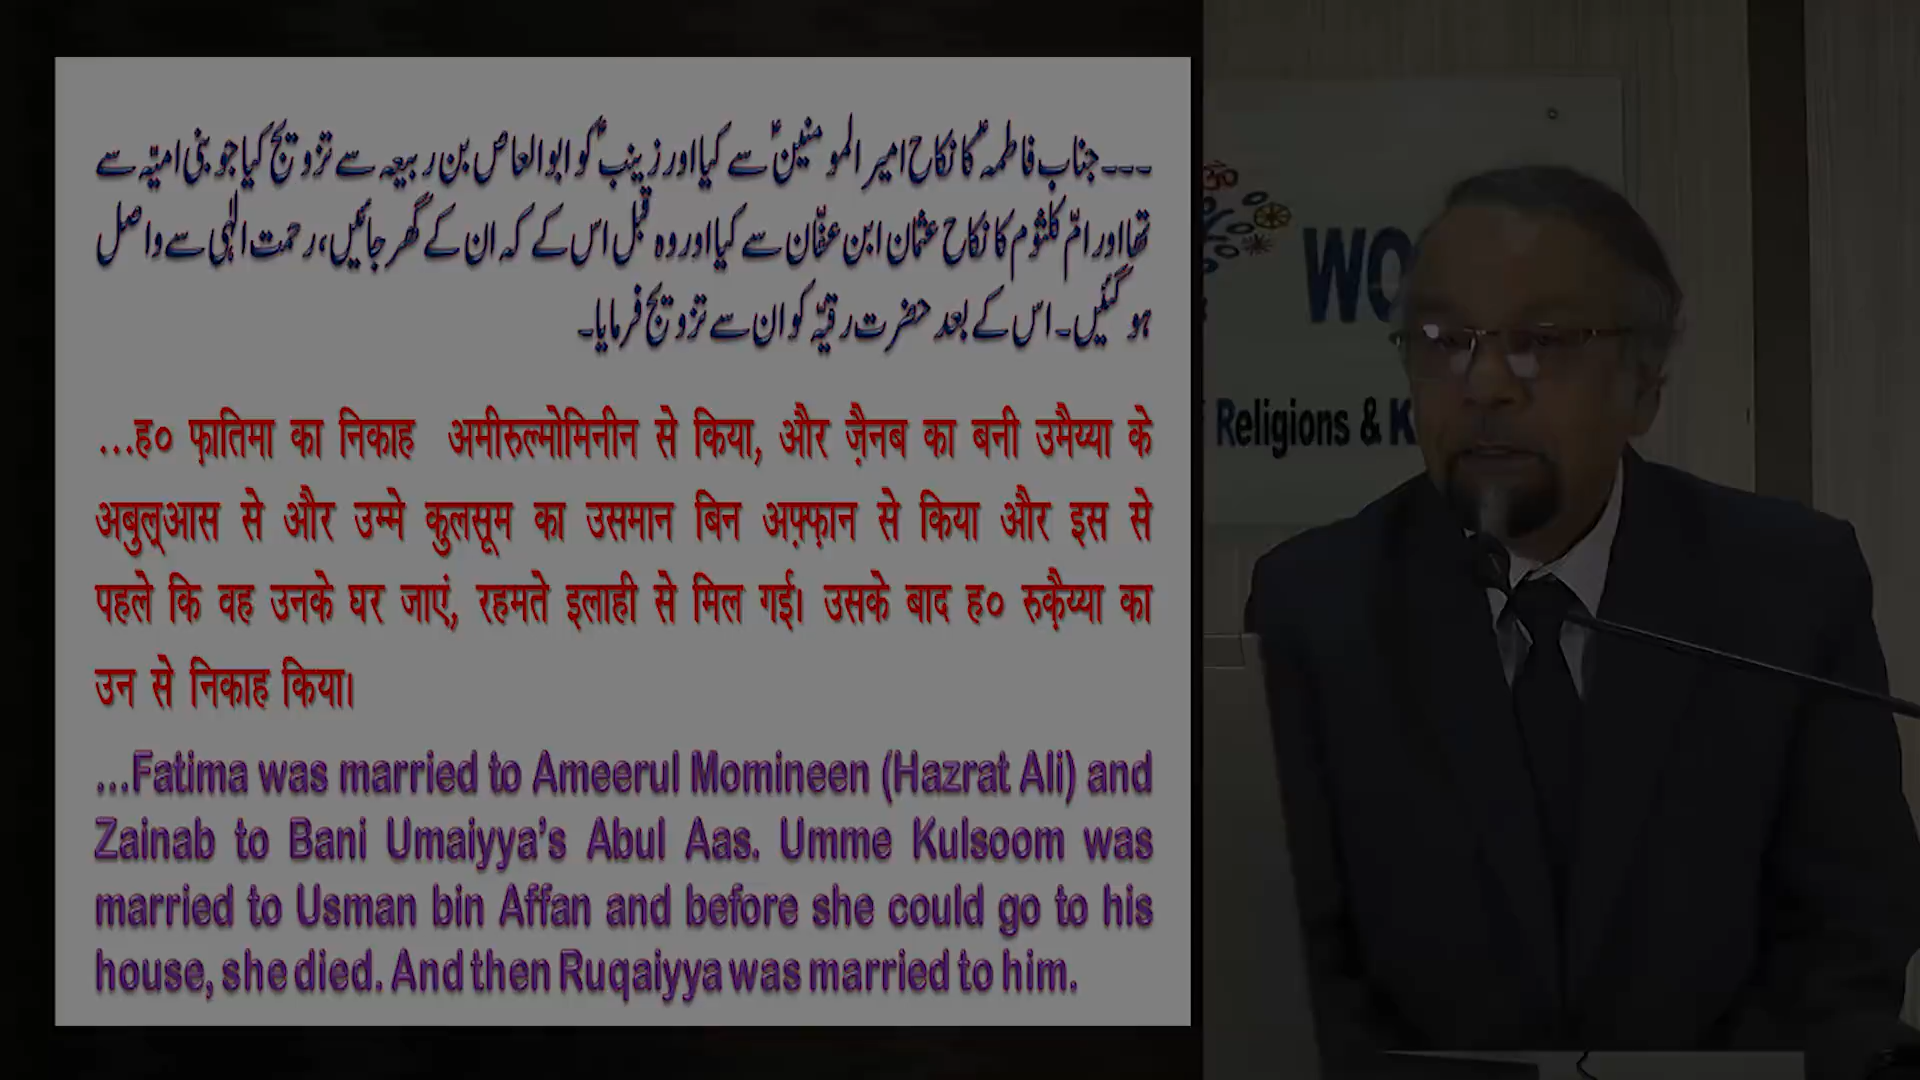 ۔۔۔جناب فاطمہؑ کا نکاح امیر المومنینؑ سے کیا اور زینبؑ کو ابو العاص بن ربیعہ سے تزویج کیا جو بنی امیّہ سے
تھا اور امّ کلثوم کا نکاح عثمان ابن عفّان سے کیا اور وہ قبل اس کے کہ ان کے گھر جائیں، رحمت الٰہی سے واصل
ہو گئیں۔ اس کے بعد حضرت رقیّہ کو ان سے تزویج فرمایا۔
...ह० फ़ातिमा का निकाह अमीरुल्मोमिनीन से किया, और ज़ैनब का बनी उमैय्या के
अबुल्आस से और उम्मे कुलसूम का उसमान बिन अफ़्फ़ान से किया और इस से
पहले कि वह उनके घर जाएं, रहमते इलाही से मिल गई। उसके बाद ह० रुक़ैय्या का
उन से निकाह किया।
...Fatima was married to Ameerul Momineen (Hazrat Ali) and
Zainab to Bani Umaiyya’s Abul Aas. Umme Kulsoom was
married to Usman bin Affan and before she could go to his
house, she died. And then Ruqaiyya was married to him.
WO
Religions & K